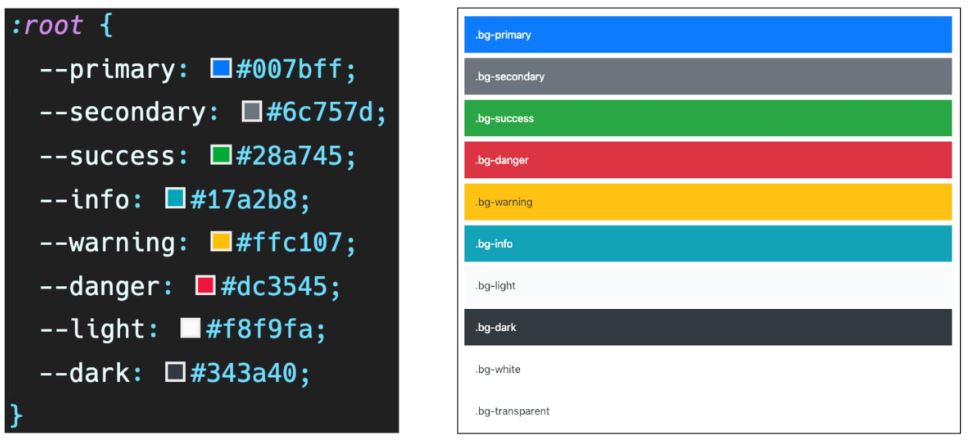 :root {
--primary: #007bff;
--secondary: #6c757d;
--success: #28a745;
--info: #17a2b8;
--warning: #ffc107;
--danger: #dc3545;
--light: #f8f9fa;
--dark: #343a40;
}
.bg-primary
.bg-secondary
.bg-success
.bg-danger
.bg-warning
.bg-info
.bg-light
.bg-dark
.bg-white
.bg-transparent